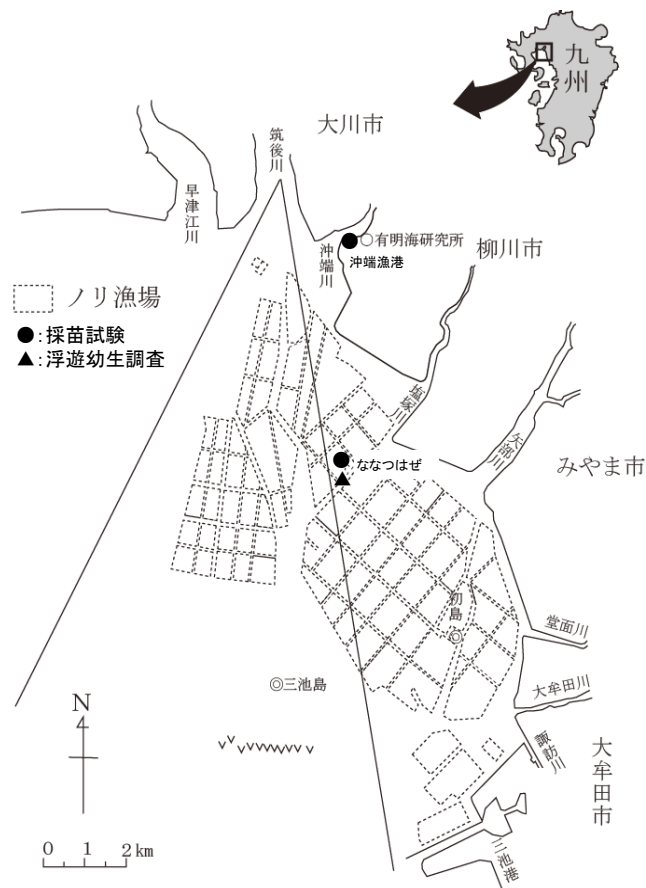 九州
大川市
筑後川
早津江川
○有明海研究所
沖端川
沖端漁港
柳川市
ノリ漁場
●:採苗試験
▲:浮遊幼生調査
塩塚川
矢部川
ななつはぜ
みやま市
初島
◎
堂面川
◎三池島
大牟田川
N
諏訪川
大牟田市
0 1 2km
三池港